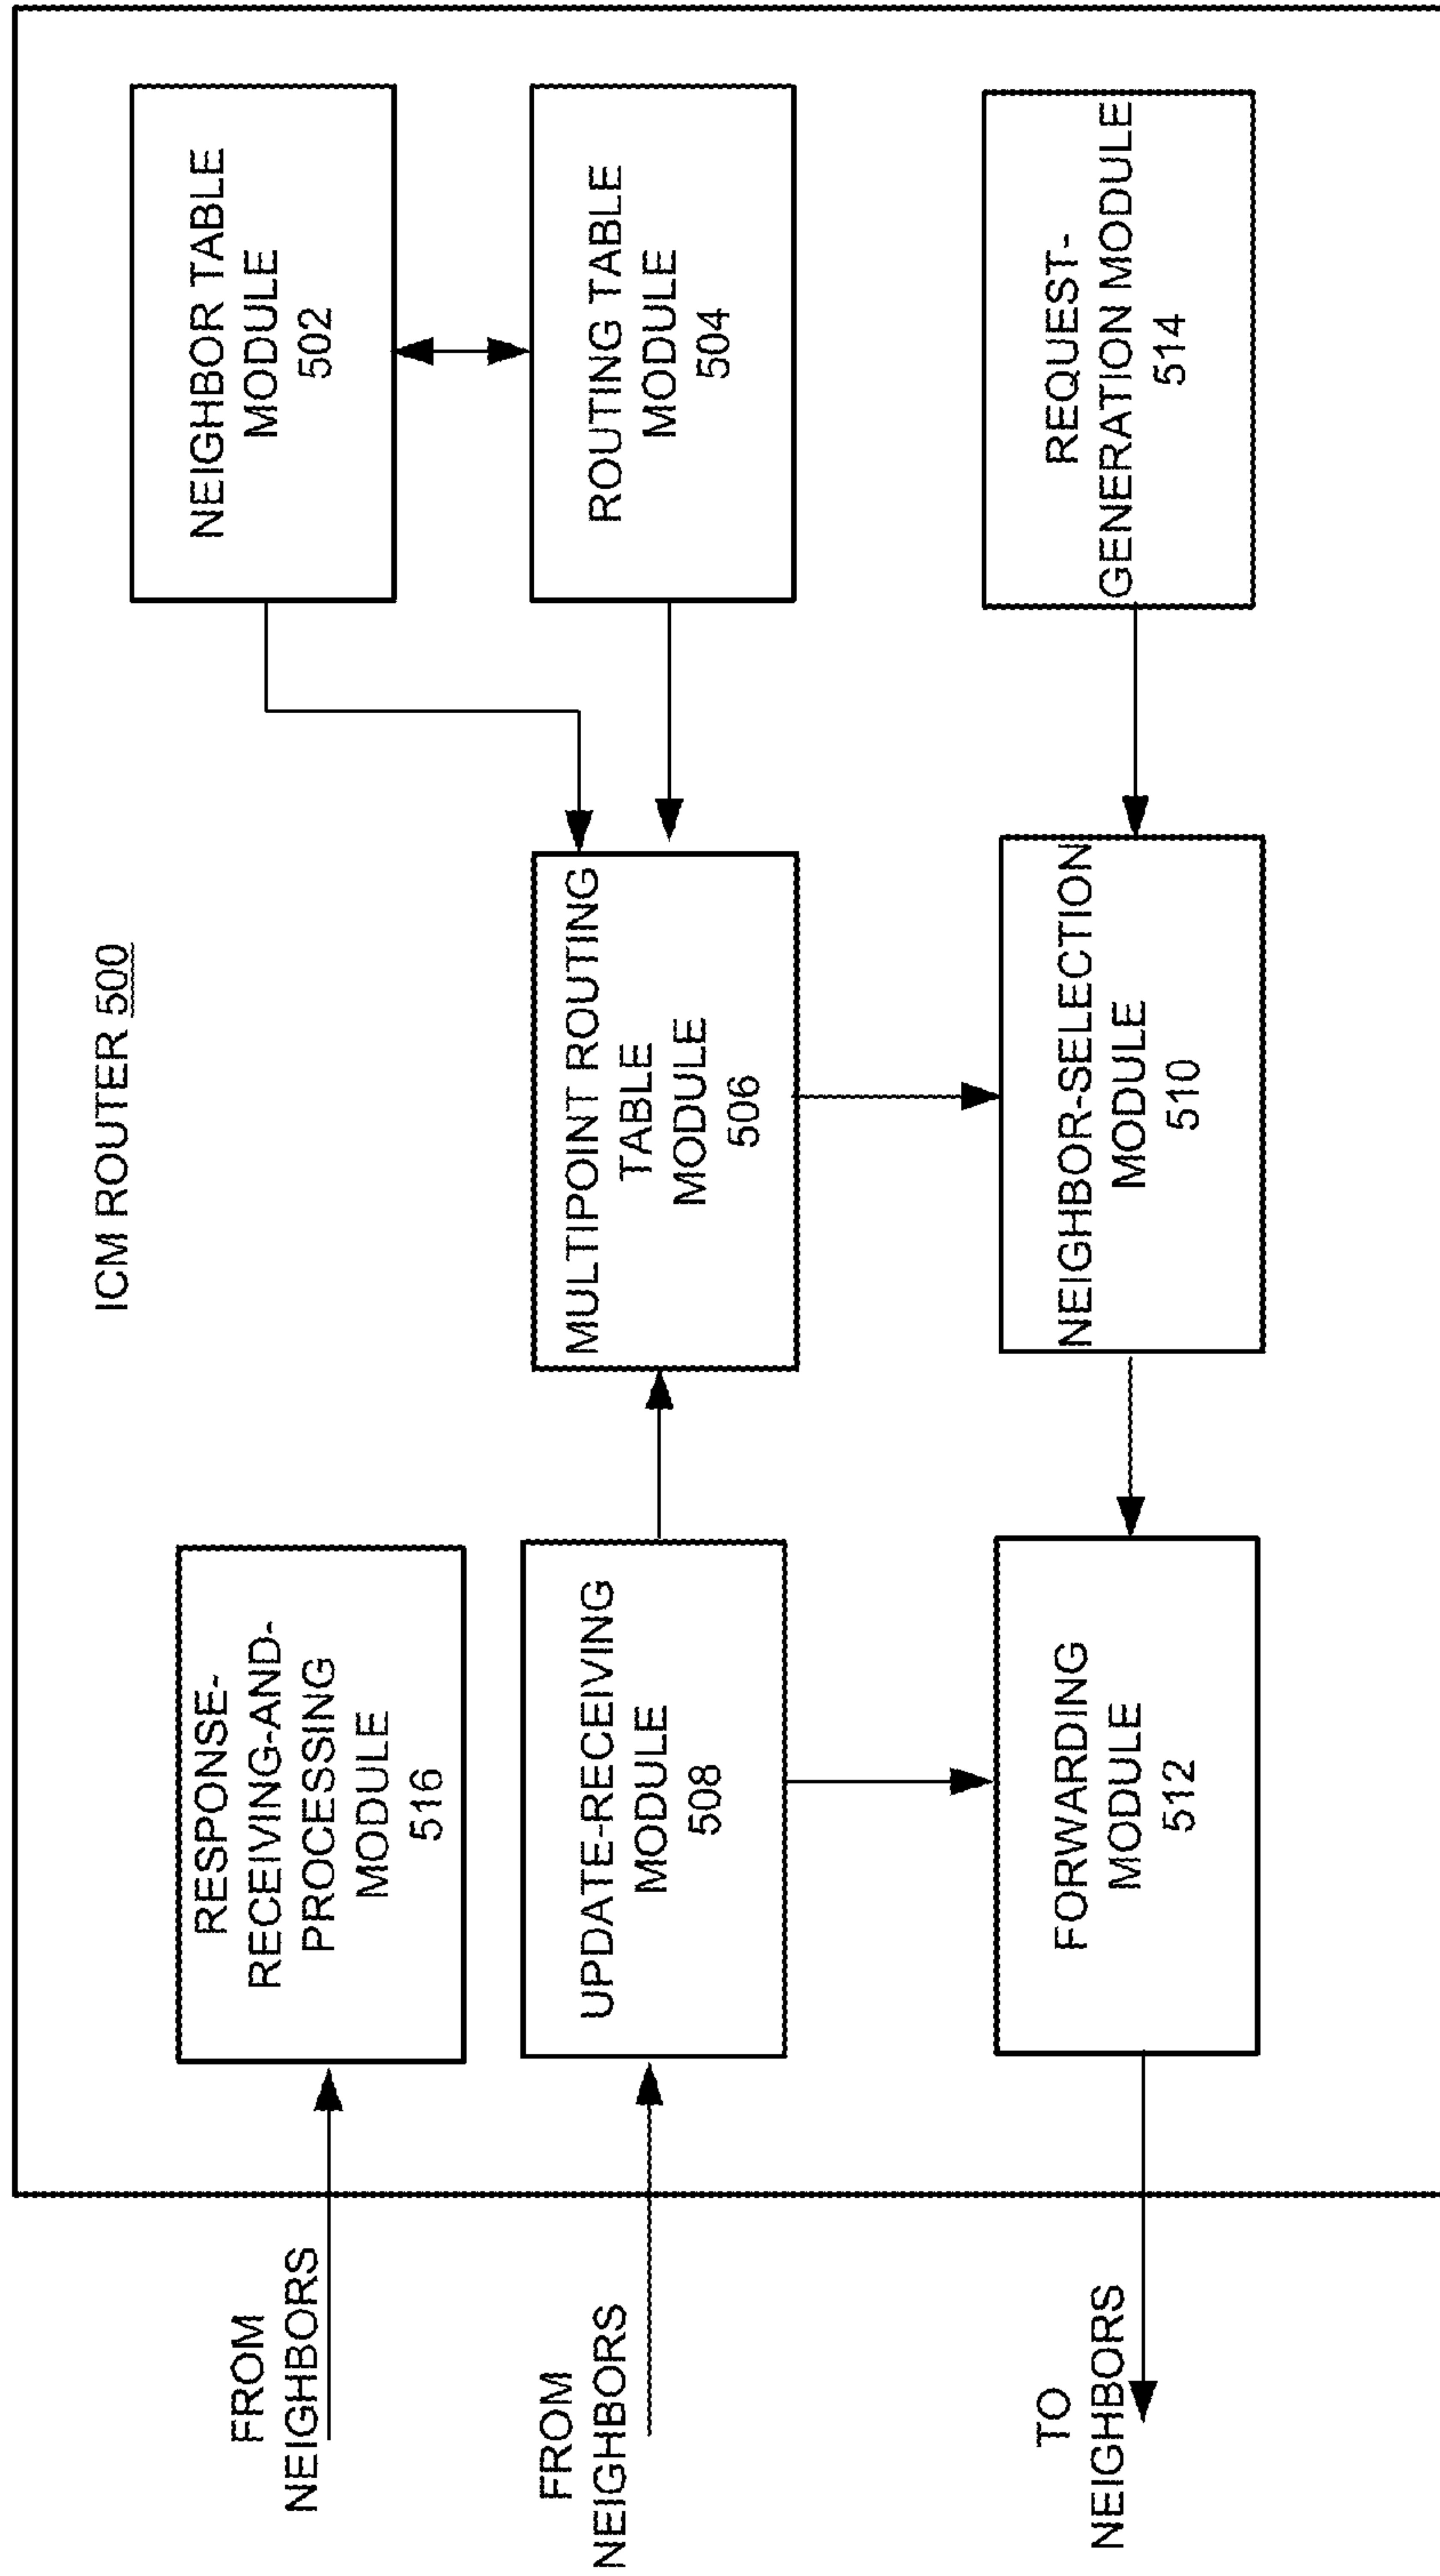 ICM ROUTER 500
FROM
NEIGHBORS
RESPONSE-
RECEIVING-AND-
PROCESSING
MODULE
516
NEIGHBOR TABLE
MODULE
502
FROM
NEIGHBORS
UPDATE-RECEIVING
MODULE
508
MULTIPOINT ROUTING
TABLE
MODULE
506
ROUTING TABLE
MODULE
504
TO
NEIGHBORS
FORWARDING
MODULE
512
NEIGHBOR-SELECTION
MODULE
510
REQUEST-
GENERATION MODULE
514